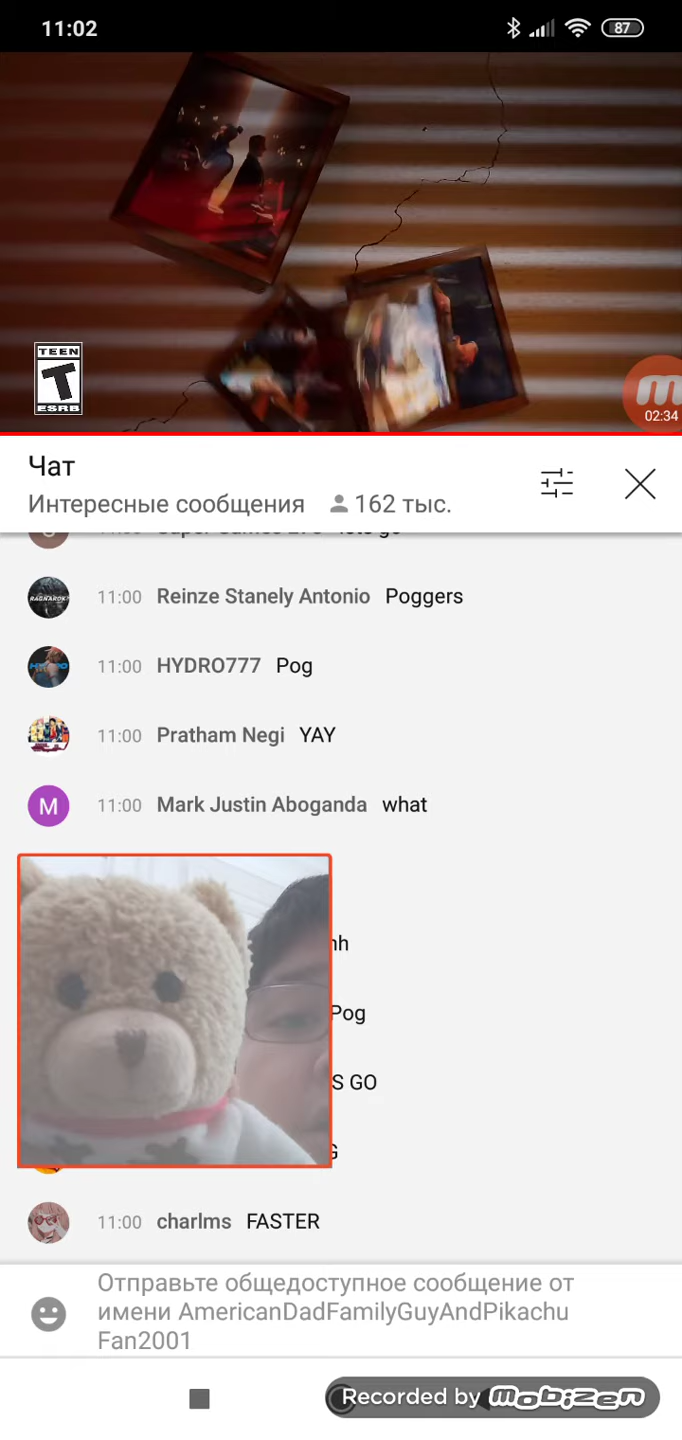 11:02
87
TEEN
T
ESRB
02:34
Чат
Интересные сообщения 162 тыс.
RAGNAROK
11:00 Reinze Stanely Antonio Poggers
11:00 HYDRO777 Pog
11:00 Pratham Negi YAY
M 11:00 Mark Justin Aboganda what
Pog
S GO
11:00 charlms FASTER
Отправьте общедоступное сообщение от
имени AmericanDadFamilyGuyAndPikachu
Fan2001
Recorded by mobizen